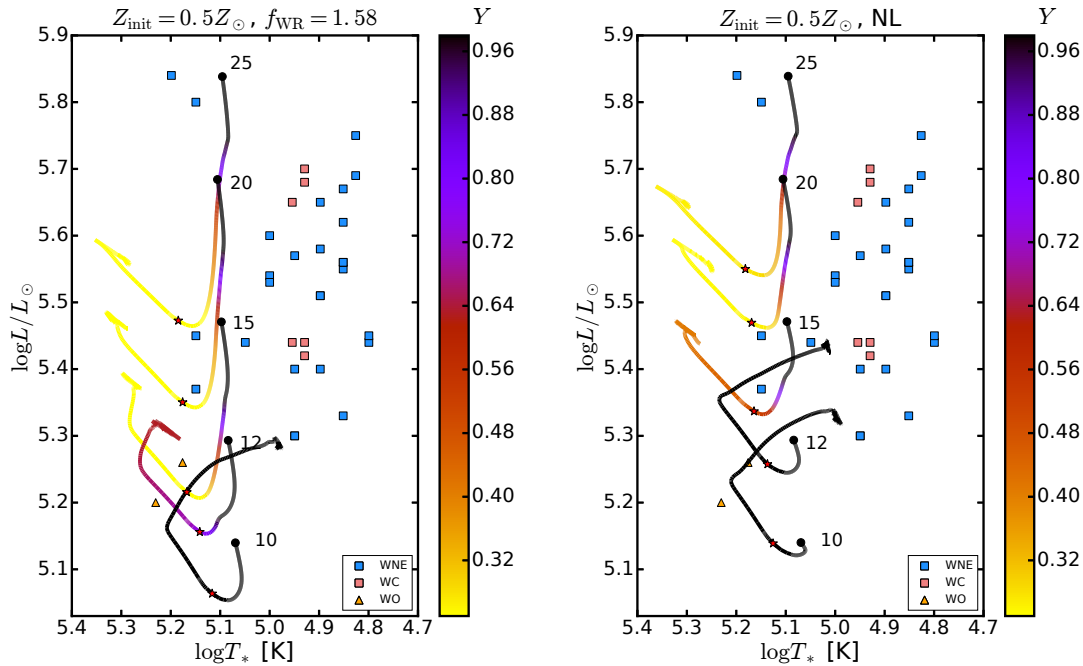 Z_init = 0.5Z_⊙, f_WR = 1.58
Y
5.9
5.8
5.7
5.6
5.5
5.4
5.3
5.2
5.1
logL/L_⊙
25
20
15
12
10
WNE
WC
WO
5.4 5.3 5.2 5.1 5.0 4.9 4.8 4.7
logT_* [K]
0.96
0.88
0.80
0.72
0.64
0.56
0.48
0.40
0.32
Z_init = 0.5Z_⊙, NL
Y
5.9
5.8
5.7
5.6
5.5
5.4
5.3
5.2
5.1
logL/L_⊙
25
20
15
12
10
WNE
WC
WO
5.4 5.3 5.2 5.1 5.0 4.9 4.8 4.7
logT_* [K]
0.96
0.88
0.80
0.72
0.64
0.56
0.48
0.40
0.32